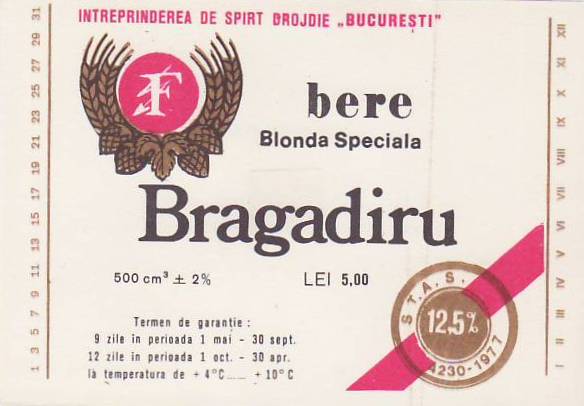 INTREPRINDEREA DE SPIRT DROJDIE „BUCUREȘTI"
F
bere
Blonda Speciala
Bragadiru
500 cm³ ± 2%
LEI 5,00
Termen de garanție :
9 zile în perioada 1 mai - 30 sept.
12 zile în perioada 1 oct. - 30 apr.
là temperatura de + 4°C...... + 10°C
S.T.A.S.
12,5%
4230-1977
1 3 5 7 9 11 13 15 17 19 21 23 25 27 29 31
I II III IV V VI VII VIII IX X XI XII